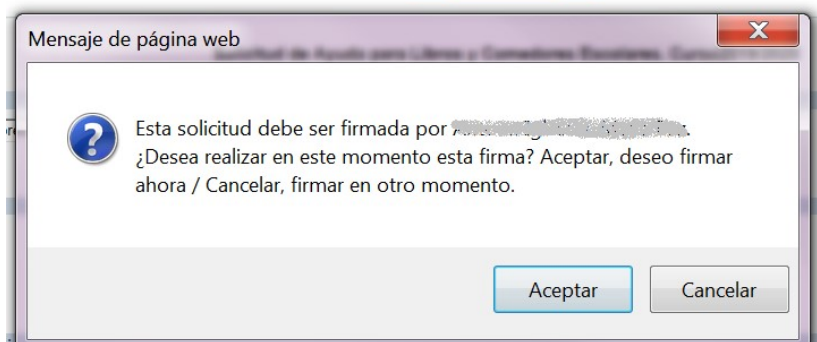 Mensaje de página web
Esta solicitud debe ser firmada por
¿Desea realizar en este momento esta firma? Aceptar, deseo firmar
ahora / Cancelar, firmar en otro momento.
Aceptar Cancelar